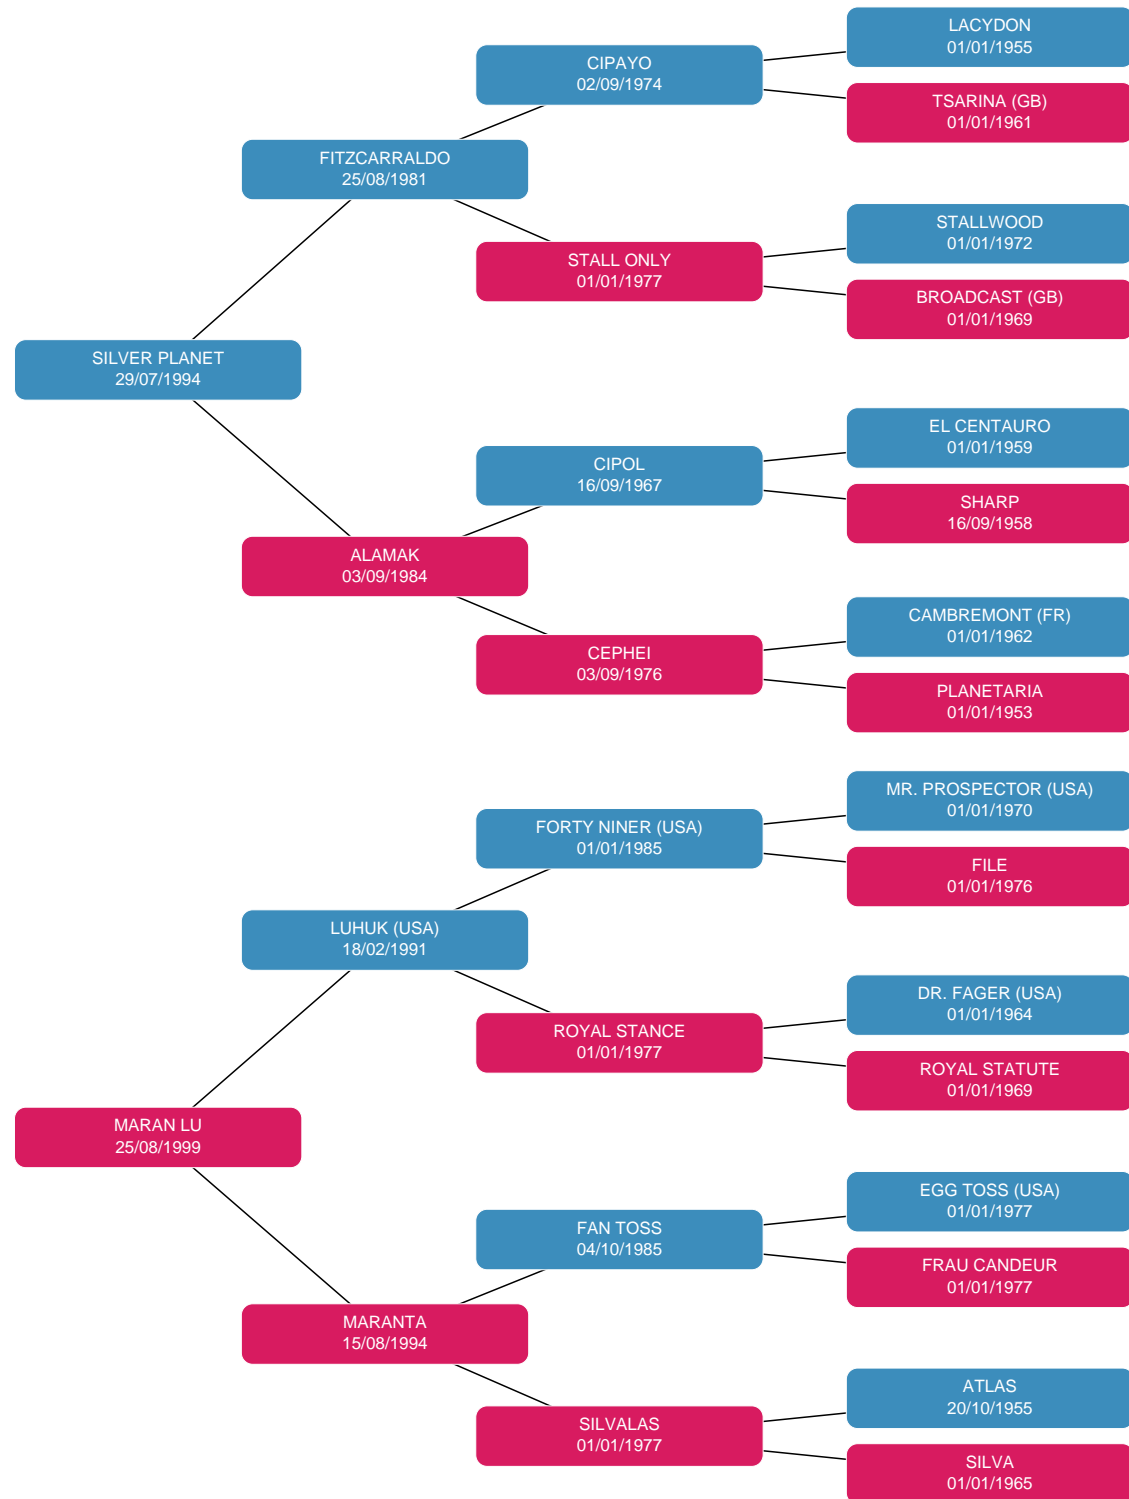 LACYDON
01/01/1955
CIPAYO
02/09/1974
TSARINA (GB)
01/01/1961
FITZCARRALDO
25/08/1981
STALLWOOD
01/01/1972
STALL ONLY
01/01/1977
BROADCAST (GB)
01/01/1969
SILVER PLANET
29/07/1994
EL CENTAURO
01/01/1959
CIPOL
16/09/1967
SHARP
16/09/1958
ALAMAK
03/09/1984
CAMBREMONT (FR)
01/01/1962
CEPHEI
03/09/1976
PLANETARIA
01/01/1953
MR. PROSPECTOR (USA)
01/01/1970
FORTY NINER (USA)
01/01/1985
FILE
01/01/1976
LUHUK (USA)
18/02/1991
DR. FAGER (USA)
01/01/1964
ROYAL STANCE
01/01/1977
ROYAL STATUTE
01/01/1969
MARAN LU
25/08/1999
EGG TOSS (USA)
01/01/1977
FAN TOSS
04/10/1985
FRAU CANDEUR
01/01/1977
MARANTA
15/08/1994
ATLAS
20/10/1955
SILVALAS
01/01/1977
SILVA
01/01/1965